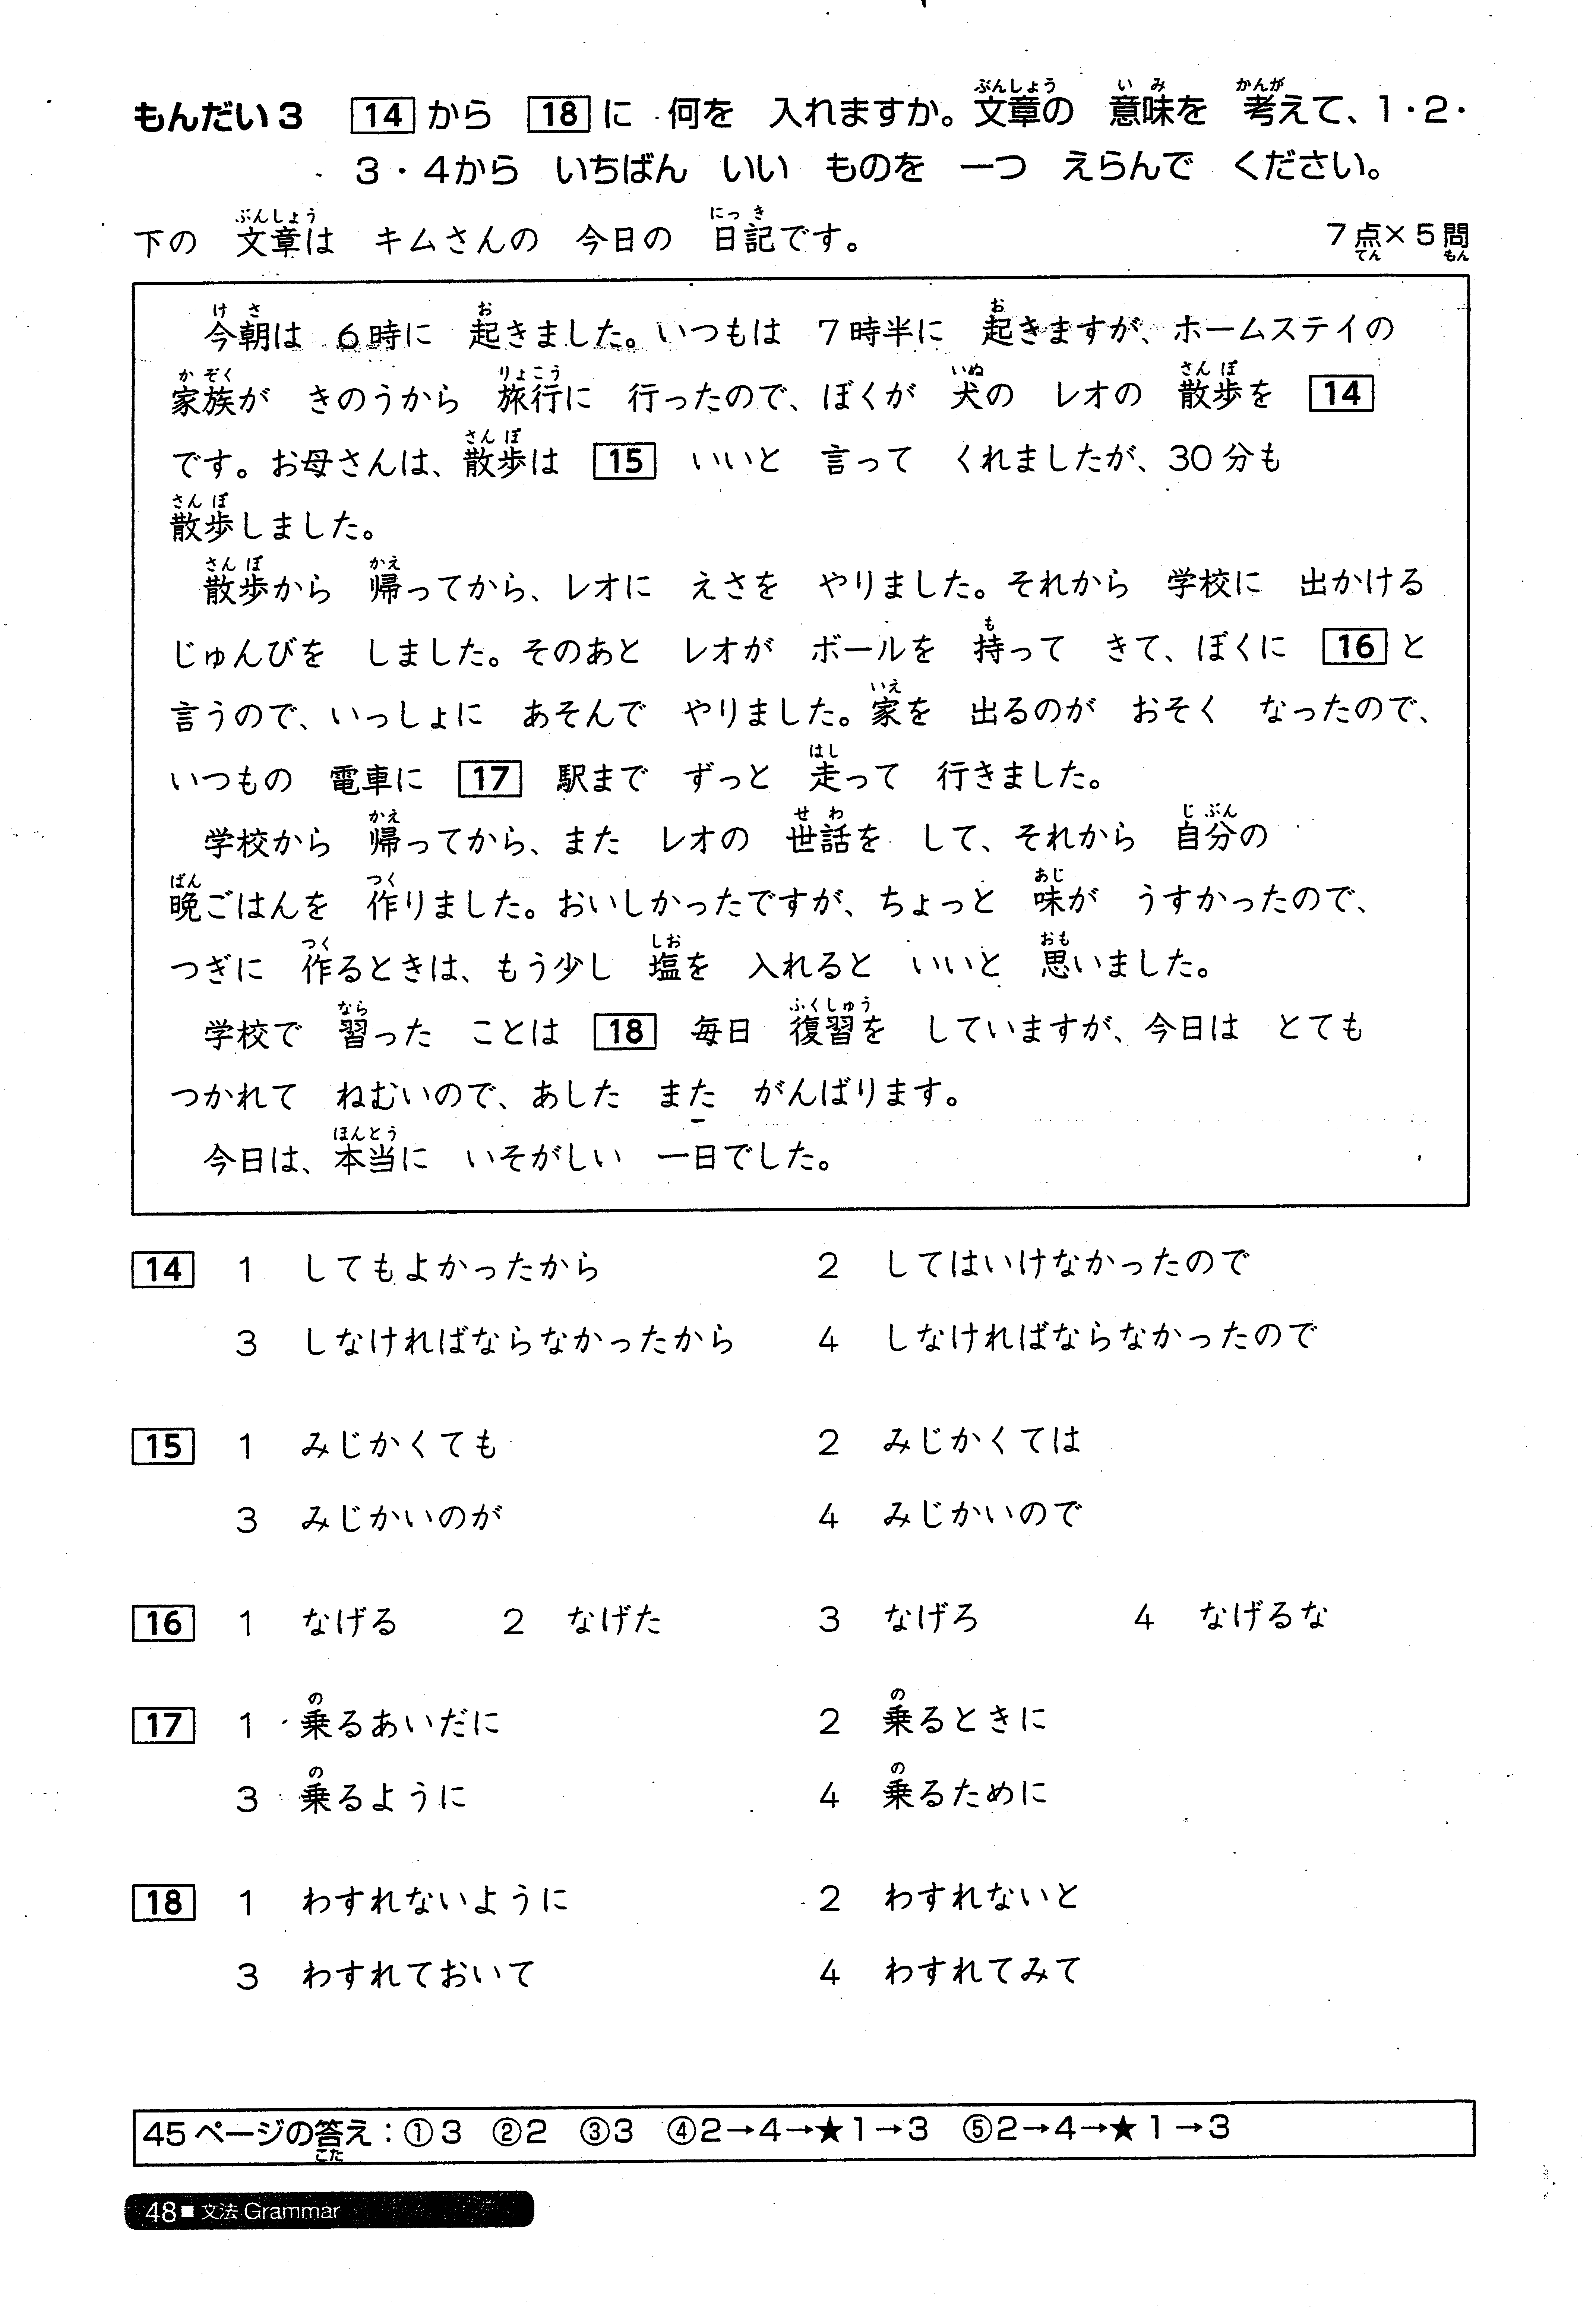 もんだい3　14 から　18 に　何を　入れますか。文章の　意味を　考えて、1・2・
3・4から　いちばん　いい　ものを　一つ　えらんで　ください。
下の　文章は　キムさんの　今日の　日記です。　7点×5問
今朝は　6時に　起きました。いつもは　7時半に　起きますが、ホームステイの
家族が　きのうから　旅行に　行ったので、ぼくが　犬の　レオの　散歩を　14
です。お母さんは、散歩は　15　いいと　言って　くれましたが、30分も
散歩しました。
散歩から　帰ってから、レオに　えさを　やりました。それから　学校に　出かける
じゅんびを　しました。そのあと　レオが　ボールを　持って　きて、ぼくに　16 と
言うので、いっしょに　あそんで　やりました。家を　出るのが　おそく　なったので、
いつもの　電車に　17　駅まで　ずっと　走って　行きました。
学校から　帰ってから、また　レオの　世話を　して、それから　自分の
晩ごはんを　作りました。おいしかったですが、ちょっと　味が　うすかったので、
つぎに　作るときは、もう少し　塩を　入れると　いいと　思いました。
学校で　習った　ことは　18　毎日　復習を　していますが、今日は　とても
つかれて　ねむいので、あした　また　がんばります。
今日は、本当に　いそがしい　一日でした。
14　1　してもよかったから　2　してはいけなかったので
3　しなければならなかったから　4　しなければならなかったので
15　1　みじかくても　2　みじかくては
3　みじかいのが　4　みじかいので
16　1　なげる　2　なげた　3　なげろ　4　なげるな
17　1　乗るあいだに　2　乗るときに
3　乗るように　4　乗るために
18　1　わすれないように　2　わすれないと
3　わすれておいて　4　わすれてみて
45ページの答え：①3　②2　③3　④2→4→★1→3　⑤2→4→★1→3
48■文法 Grammar